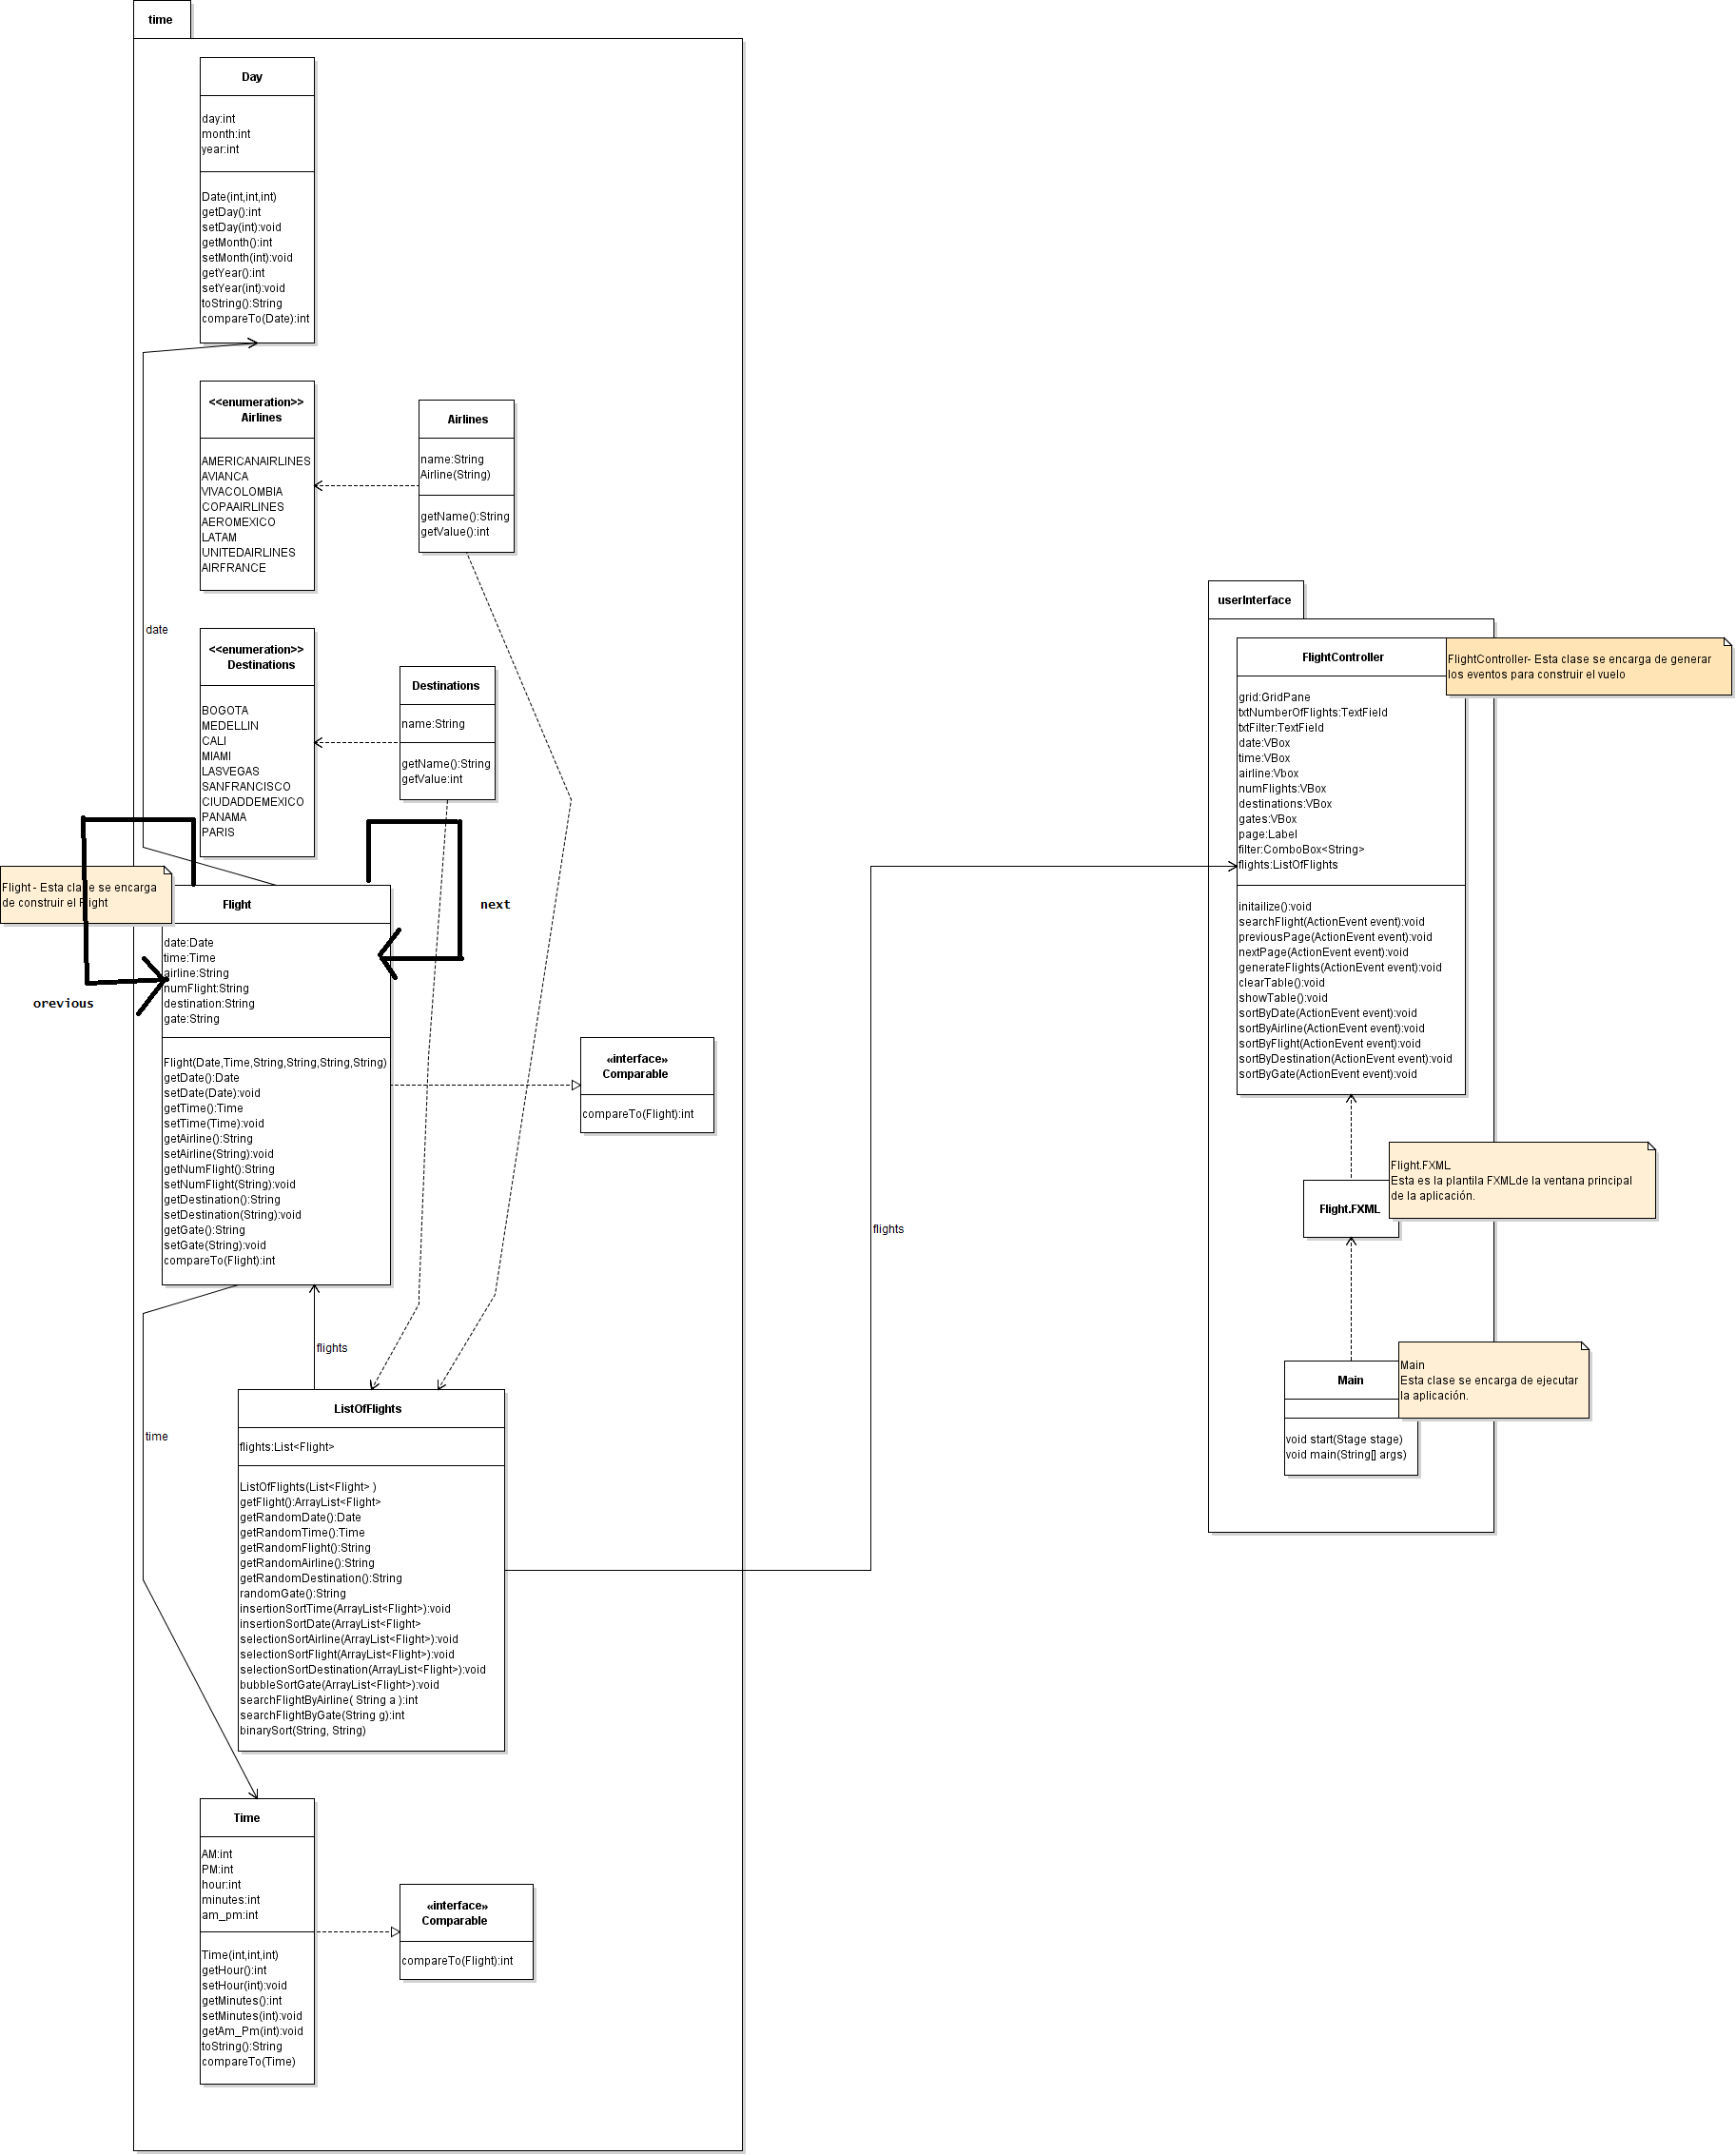 time
Day
day:int
month:int
year:int
Date(int,int,int)
getDay():int
setDay(int):void
getMonth():int
setMonth(int):void
getYear():int
setYear(int):void
toString():String
compareTo(Date):int
<<enumeration>>
Airlines
AMERICANAIRLINES
AVIANCA
VIVACOLOMBIA
COPAAIRLINES
AEROMEXICO
LATAM
UNITEDAIRLINES
AIRFRANCE
Airlines
name:String
Airline(String)
getName():String
getValue():int
date
<<enumeration>>
Destinations
BOGOTA
MEDELLIN
CALI
MIAMI
LASVEGAS
SANFRANCISCO
CIUDADDEMEXICO
PANAMA
PARIS
Destinations
name:String
getName():String
getValue:int
Flight - Esta clase se encarga
de construir el Flight
Flight
next
orevious
date:Date
time:Time
airline:String
numFlight:String
destination:String
gate:String
Flight(Date,Time,String,String,String,String)
getDate():Date
setDate(Date):void
getTime():Time
setTime(Time):void
getAirline():String
setAirline(String):void
getNumFlight():String
setNumFlight(String):void
getDestination():String
setDestination(String):void
getGate():String
setGate(String):void
compareTo(Flight):int
«interface»
Comparable
compareTo(Flight):int
flights
time
ListOfFlights
flights:List<Flight>
ListOfFlights(List<Flight> )
getFlight():ArrayList<Flight>
getRandomDate():Date
getRandomTime():Time
getRandomFlight():String
getRandomAirline():String
getRandomDestination():String
randomGate():String
insertionSortTime(ArrayList<Flight>):void
insertionSortDate(ArrayList<Flight>
selectionSortAirline(ArrayList<Flight>):void
selectionSortFlight(ArrayList<Flight>):void
selectionSortDestination(ArrayList<Flight>):void
bubbleSortGate(ArrayList<Flight>):void
searchFlightByAirline( String a ):int
searchFlightByGate(String g):int
binarySort(String, String)
Time
AM:int
PM:int
hour:int
minutes:int
am_pm:int
Time(int,int,int)
getHour():int
setHour(int):void
getMinutes():int
setMinutes(int):void
getAm_Pm(int):void
toString():String
compareTo(Time)
«interface»
Comparable
compareTo(Flight):int
flights
userInterface
FlightController
FlightController- Esta clase se encarga de generar
los eventos para construir el vuelo
grid:GridPane
txtNumberOfFlights:TextField
txtFilter:TextField
date:VBox
time:VBox
airline:Vbox
numFlights:VBox
destinations:VBox
gates:VBox
page:Label
filter:ComboBox<String>
flights:ListOfFlights
initailize():void
searchFlight(ActionEvent event):void
previousPage(ActionEvent event):void
nextPage(ActionEvent event):void
generateFlights(ActionEvent event):void
clearTable():void
showTable():void
sortByDate(ActionEvent event):void
sortByAirline(ActionEvent event):void
sortByFlight(ActionEvent event):void
sortByDestination(ActionEvent event):void
sortByGate(ActionEvent event):void
Flight.FXML
Flight.FXML
Esta es la plantila FXMLde la ventana principal
de la aplicación.
Main
Main
Esta clase se encarga de ejecutar
la aplicación.
void start(Stage stage)
void main(String[] args)